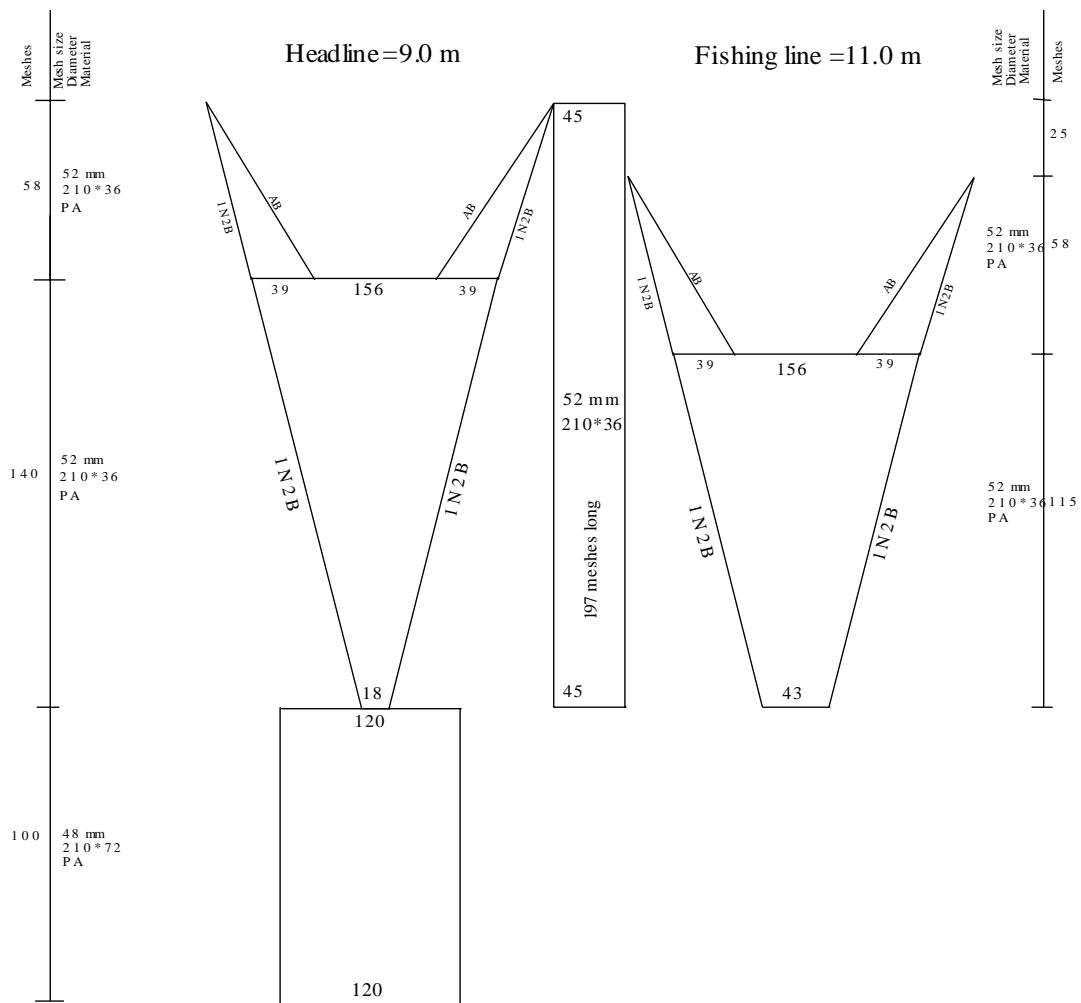 Meshes
Mesh size
Diameter
Material
Headline=9.0 m
Fishing line =11.0 m
Mesh size
Diameter
Material
Meshes
45
25
58
52 mm
210*36
PA
1N2B
AB
AB
1N2B
39
156
39
1N2B
AB
AB
1N2B
52 mm
210*36
PA
58
39
156
39
52 mm
210*36
140
52 mm
210*36
PA
1N2B
1N2B
197 meshes long
1N2B
1N2B
52 mm
210*36
PA
115
18
45
43
120
100
48 mm
210*72
PA
120